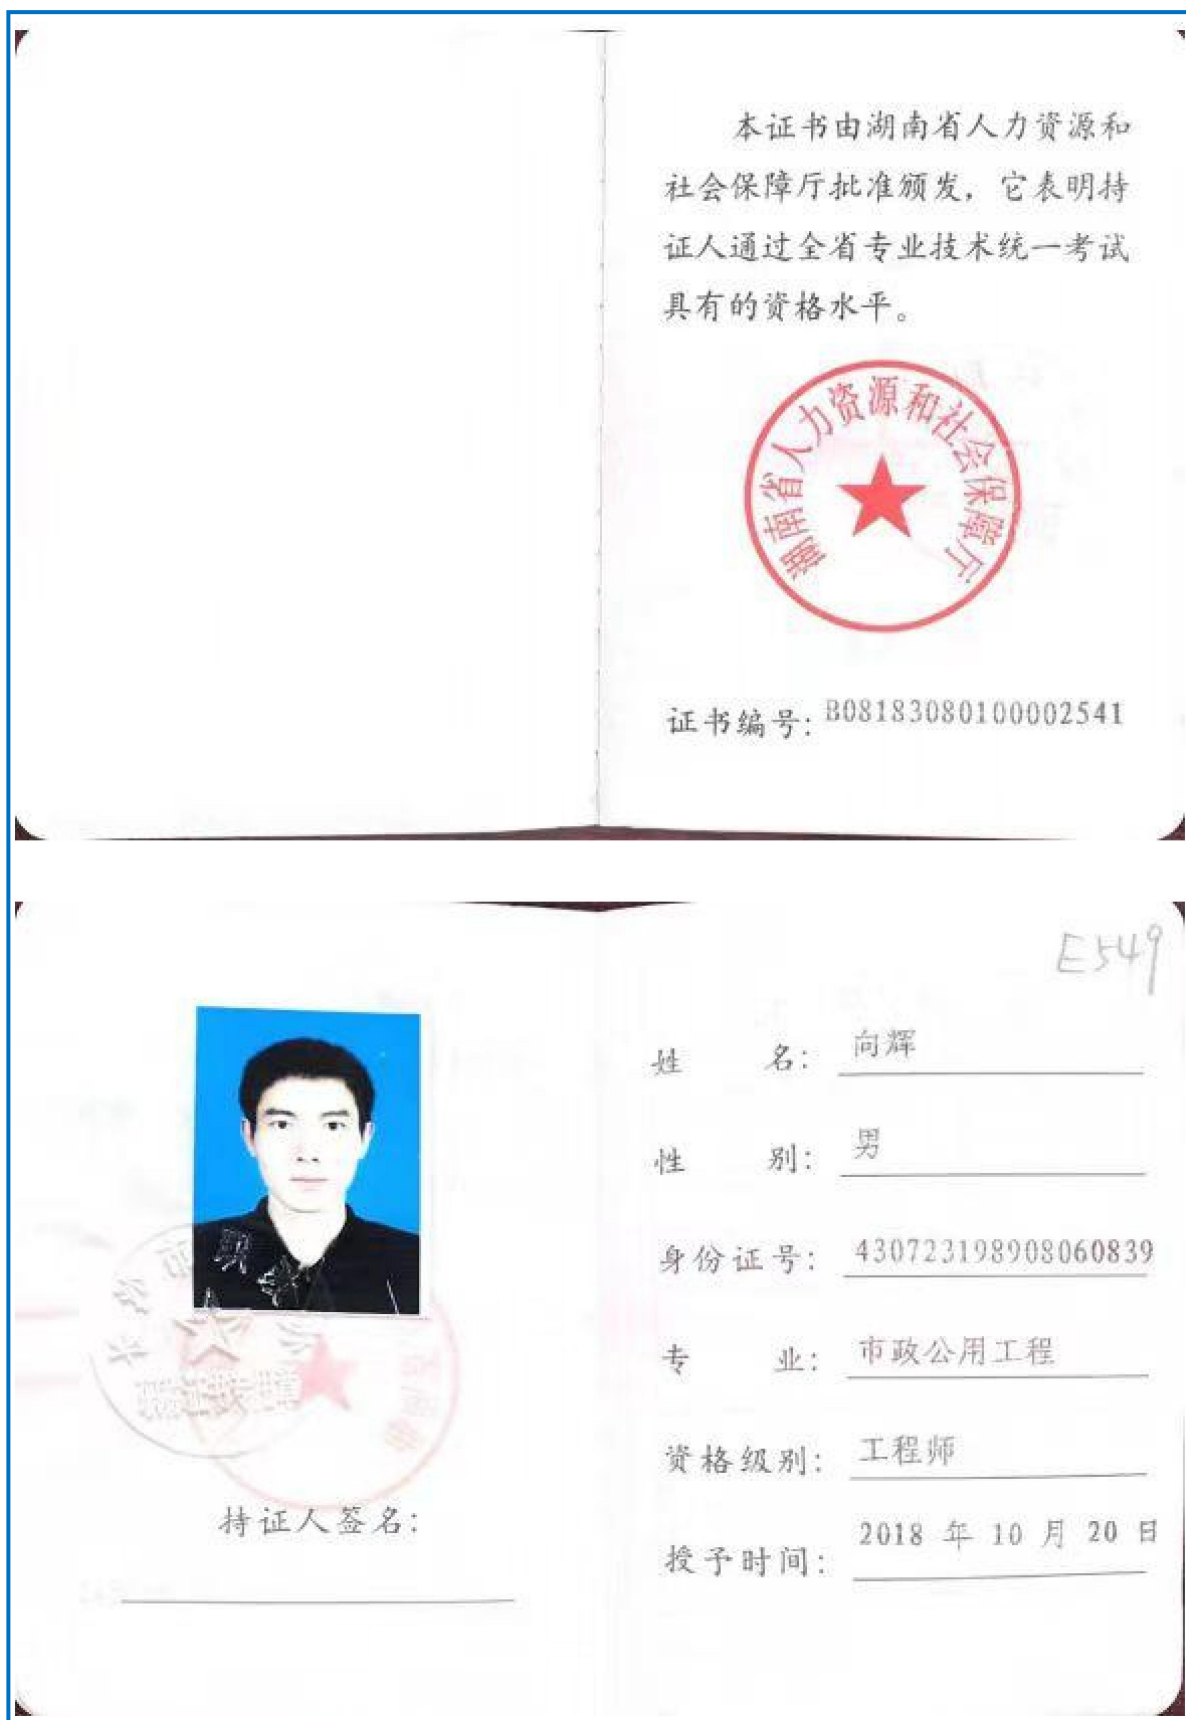 本证书由湖南省人力资源和
社会保障厅批准颁发，它表明持
证人通过全省专业技术统一考试
具有的资格水平。
湖南省人力资源和社会保障厅
证书编号：B08183080100002541
E549
姓 名：向辉
性 别：男
身份证号：430723198908060839
专 业：市政公用工程
资格级别：工程师
授予时间：2018 年 10 月 20 日
持证人签名：